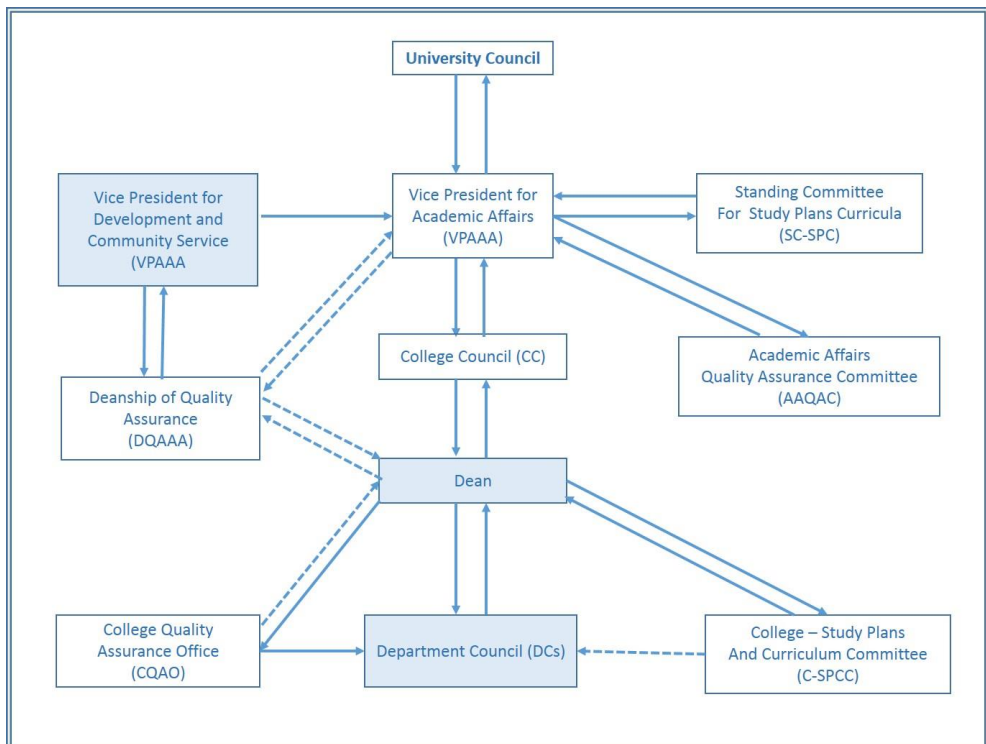 University Council
Vice President for
Development and
Community Service
(VPAAA
Vice President for
Academic Affairs
(VPAAA)
Standing Committee
For Study Plans Curricula
(SC-SPC)
College Council (CC)
Academic Affairs
Quality Assurance Committee
(AAQAC)
Deanship of Quality
Assurance
(DQAAA)
Dean
College Quality
Assurance Office
(CQAO)
Department Council (DCs)
College – Study Plans
And Curriculum Committee
(C-SPCC)